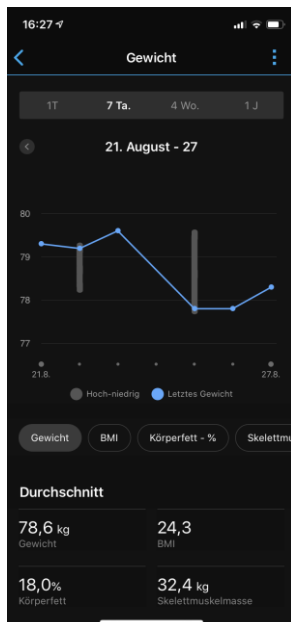 16:27
Gewicht
1T 7 Ta. 4 Wo. 1 J
21. August - 27
80
79
78
77
21.8. 27.8.
Hoch-niedrig Letztes Gewicht
Gewicht BMI Körperfett - % Skelettmu
Durchschnitt
78,6 kg 24,3
Gewicht BMI
18,0% 32,4 kg
Körperfett Skelettmuskelmasse